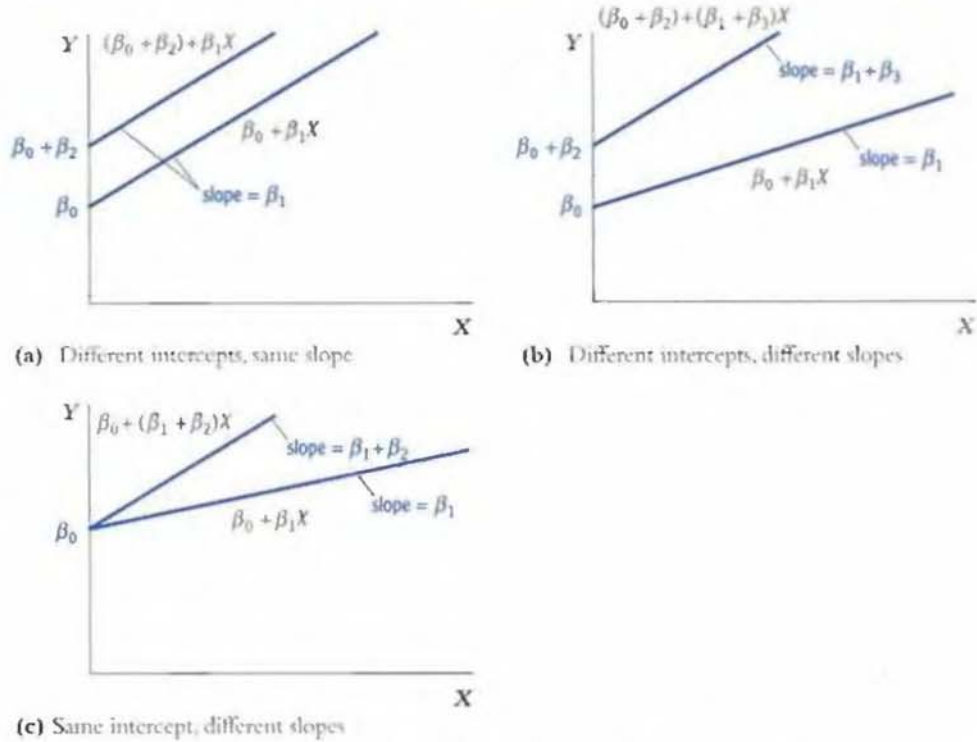 Y (β₀ + β₂) + β₁X
β₀ + β₁X
β₀ + β₂
β₀
slope = β₁
X
(a) Different intercepts, same slope
(β₀ + β₂) + (β₁ + β₃)X
Y
slope = β₁ + β₃
β₀ + β₂
slope = β₁
β₀ + β₁X
β₀
X
(b) Different intercepts, different slopes
Y β₀ + (β₁ + β₂)X
slope = β₁ + β₂
slope = β₁
β₀ + β₁X
β₀
X
(c) Same intercept, different slopes